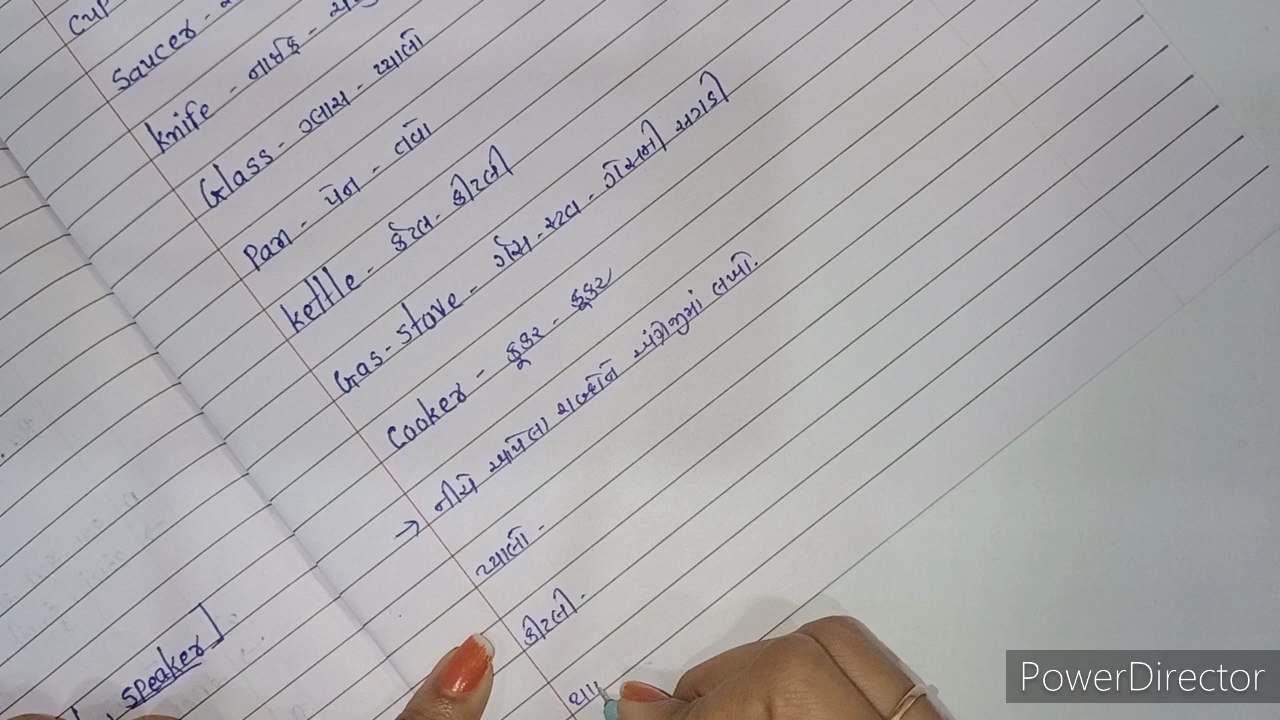 Cup
Saucer -
Knife - નાઈફ -
Glass - ગ્લાસ - પ્યાલો
Pan - પેન - તવો
Kettle - કેટલ - કીટલી
Gas-stove - ગેસ-સ્ટવ - ગેસની સગડી
Cooker - કૂકર - કૂકર
→ નીચે આપેલા શબ્દોને અંગ્રેજીમાં લખો.
પ્યાલો -
કીટલી -
speaker]
PowerDirector